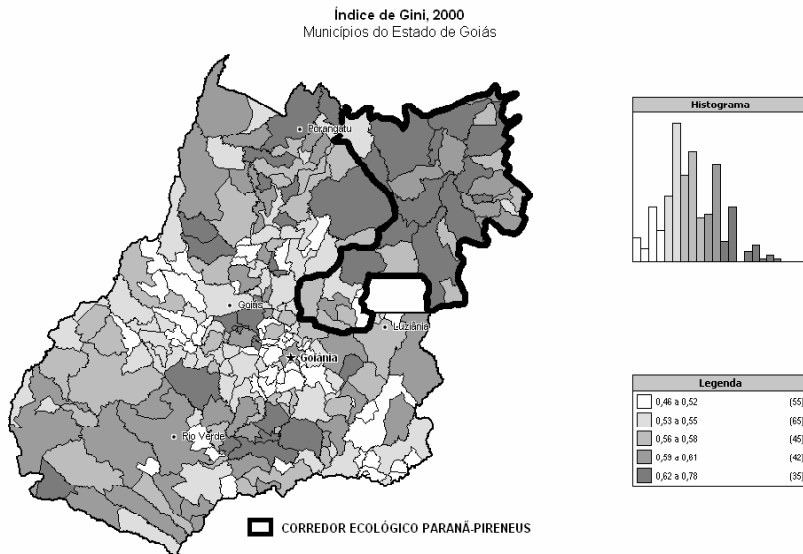 Índice de Gini, 2000
Municípios do Estado de Goiás
Histograma
Porangatu
Goiás
Luziânia
Goiânia
Rio Verde
Legenda
0,46 a 0,52 (55)
0,53 a 0,55 (65)
0,56 a 0,58 (45)
0,59 a 0,61 (42)
0,62 a 0,78 (35)
CORREDOR ECOLÓGICO PARANÃ-PIRENEUS